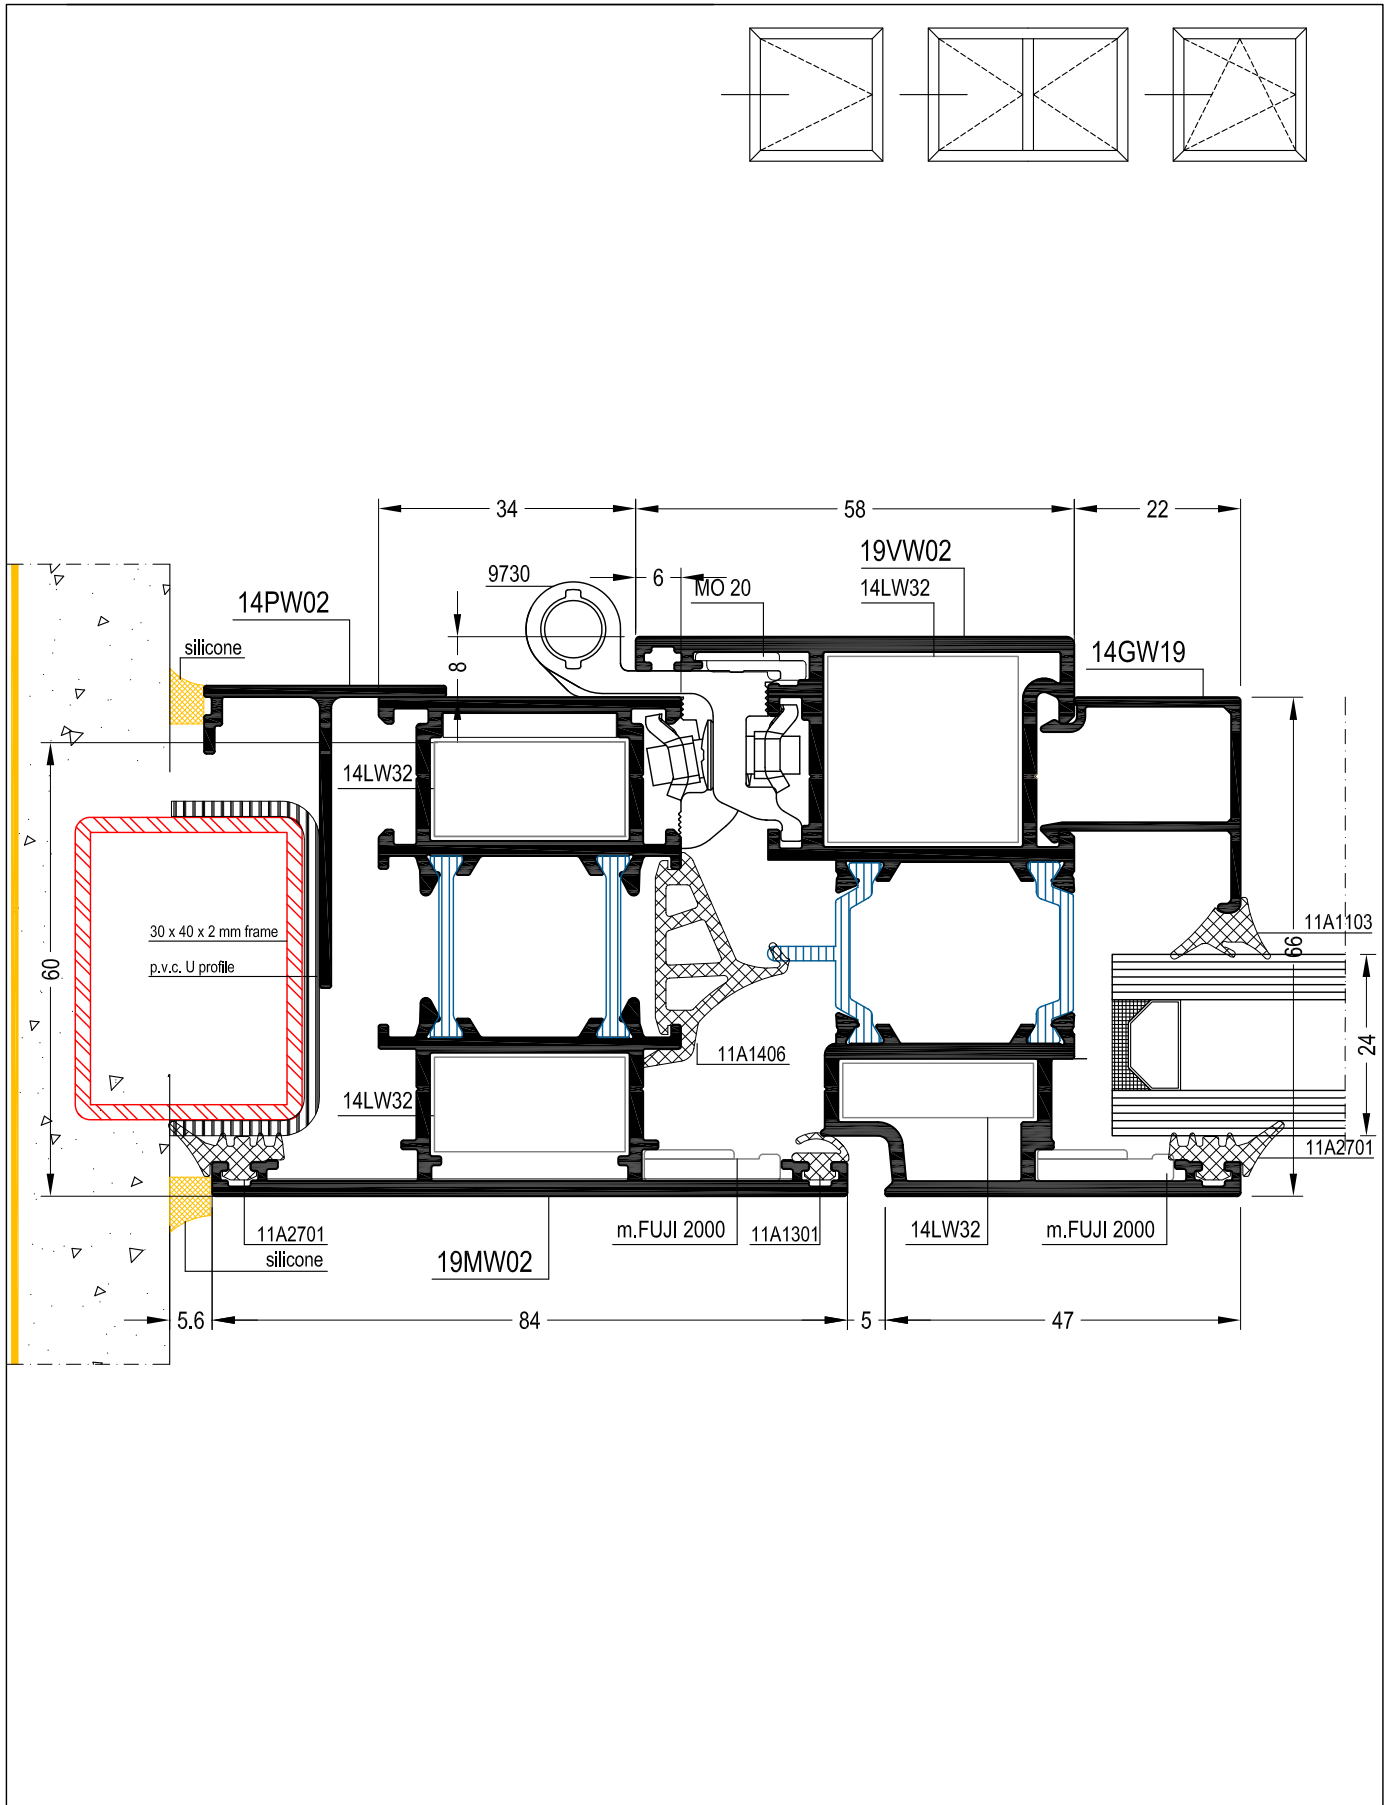 34
58
22
19VW02
9730
6
MO 20
14LW32
14PW02
silicone
8
14GW19
14LW32
30 x 40 x 2 mm frame
p.v.c. U profile
60
11A1103
66
24
11A1406
14LW32
11A2701
11A2701
silicone
19MW02
m.FUJI 2000
11A1301
14LW32
m.FUJI 2000
5.6
84
5
47